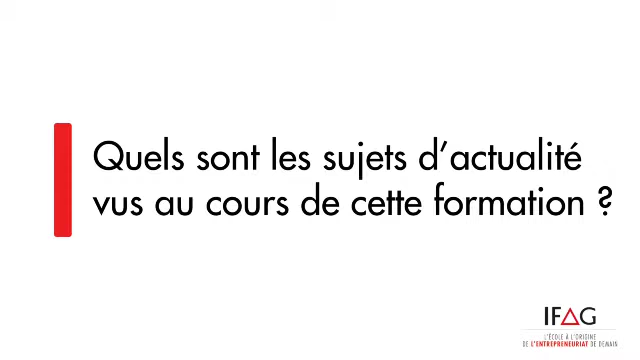 Quels sont les sujets d'actualité
vus au cours de cette formation ?
IFAG
L'ÉCOLE À L'ORIGINE
DE L'ENTREPRENEURIAT DE DEMAIN